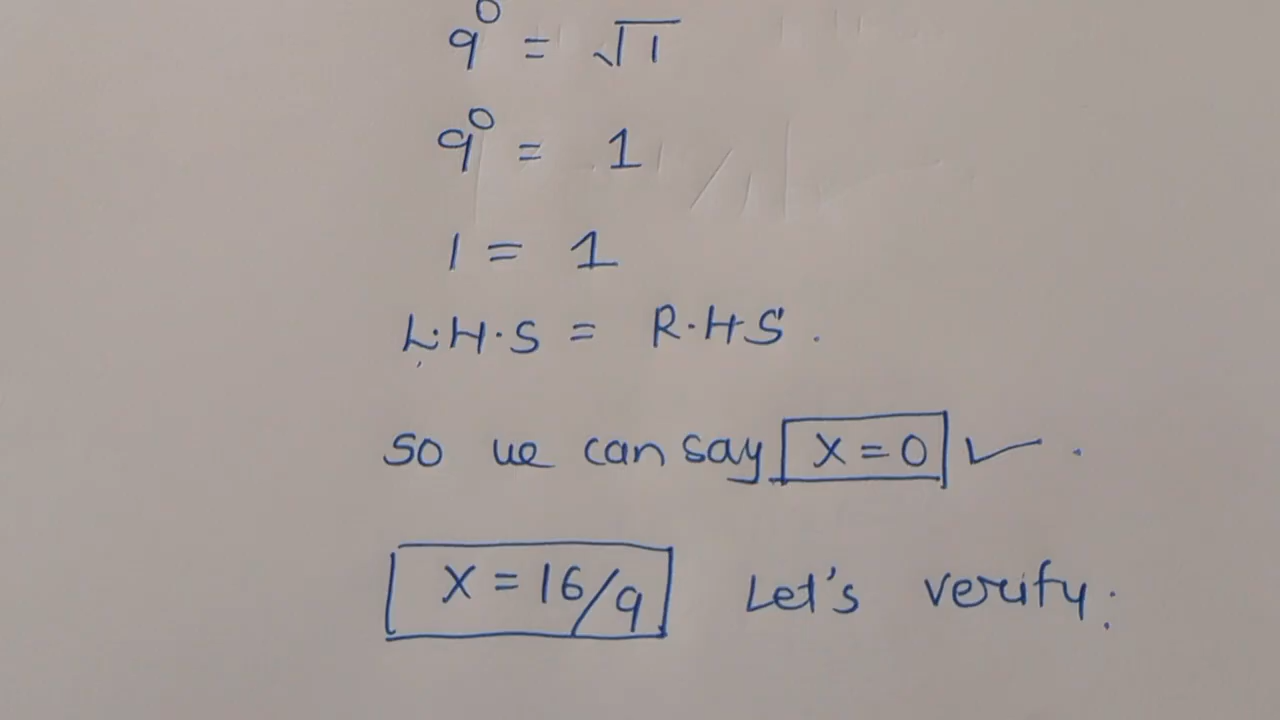 9⁰ = √1
9⁰ = 1
1 = 1
L.H.S = R.H.S.
So we can say x = 0 ✓.
x = 16/9 Let's verify: